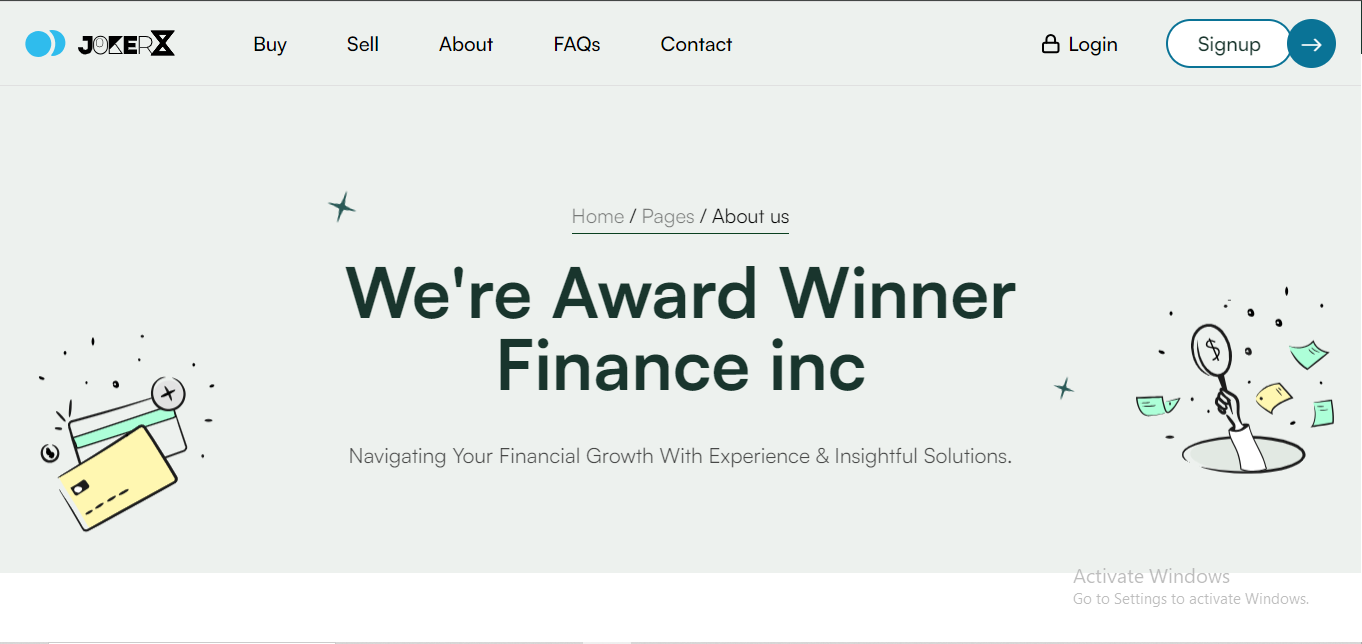 JOKERX Buy Sell About FAQs Contact Login Signup
Home / Pages / About us
We're Award Winner
Finance inc
Navigating Your Financial Growth With Experience & Insightful Solutions.
$
Activate Windows
Go to Settings to activate Windows.